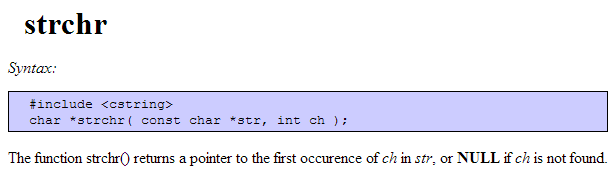 strchr
Syntax:
#include <cstring>
char *strchr( const char *str, int ch );
The function strchr() returns a pointer to the first occurence of ch in str, or NULL if ch is not found.